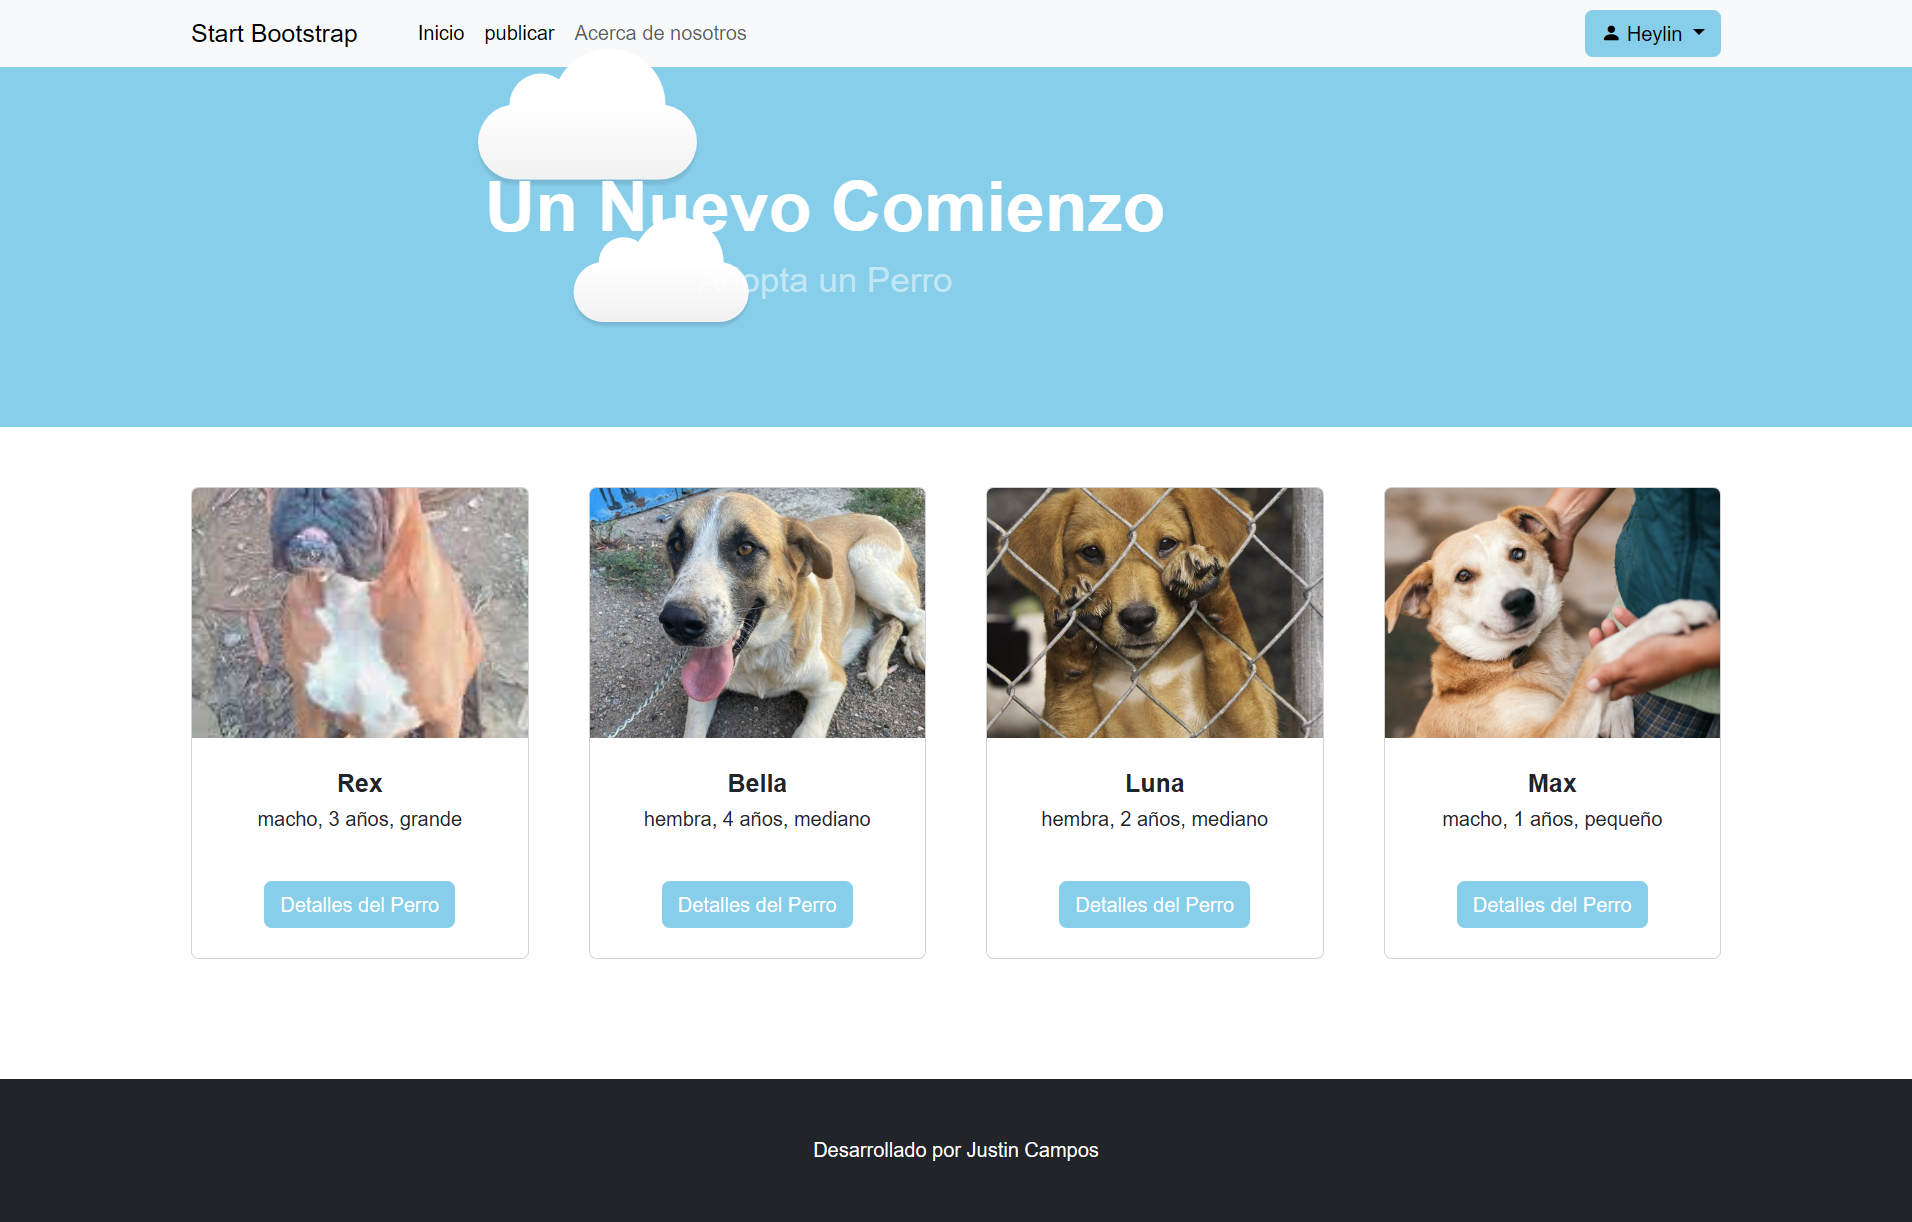 Start Bootstrap
Inicio publicar Acerca de nosotros
Heylin
Un Nuevo Comienzo
Adopta un Perro
Rex
macho, 3 años, grande
Detalles del Perro
Bella
hembra, 4 años, mediano
Detalles del Perro
Luna
hembra, 2 años, mediano
Detalles del Perro
Max
macho, 1 años, pequeño
Detalles del Perro
Desarrollado por Justin Campos